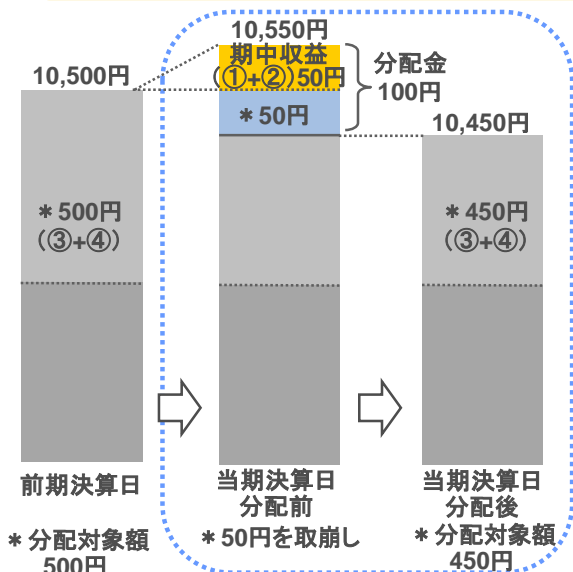 10,550円
期中収益
(①+②)50円
分配金
100円
10,500円
*50円
10,450円
*500円
(③+④)
*450円
(③+④)
前期決算日
当期決算日
分配前
当期決算日
分配後
*分配対象額
500円
*50円を取崩し
*分配対象額
450円